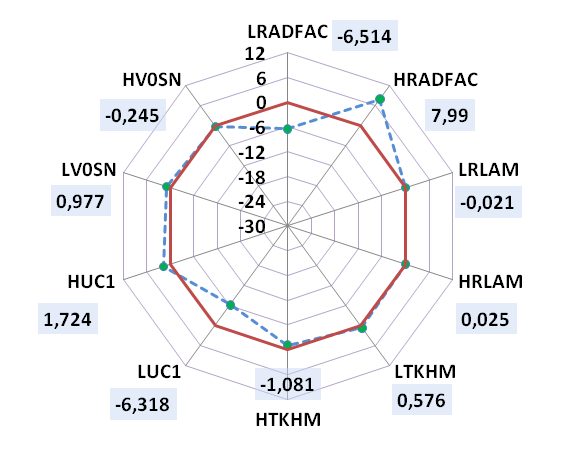 LRADFAC
-6,514
12
6
0
-6
-12
-18
-24
-30
HRADFAC
7,99
LRLAM
-0,021
HRLAM
0,025
LTKHM
0,576
HTKHM
-1,081
LUC1
-6,318
HUC1
1,724
LV0SN
0,977
HV0SN
-0,245